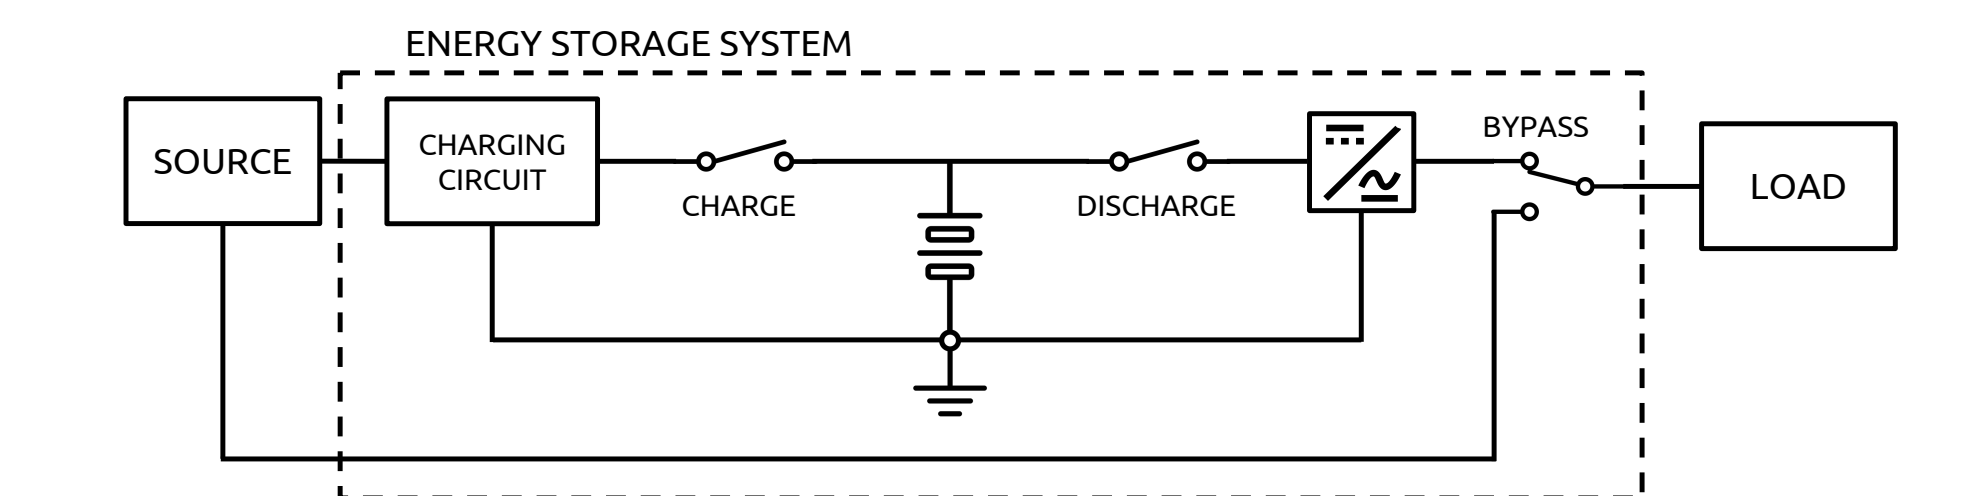 ENERGY STORAGE SYSTEM
SOURCE
CHARGING
CIRCUIT
CHARGE
DISCHARGE
BYPASS
LOAD